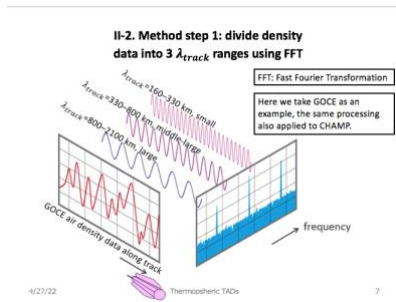 II-2. Method step 1: divide density
data into 3 λtrack ranges using FFT
FFT: Fast Fourier Transformation
Here we take GOCE as an
example, the same processing
also applied to CHAMP.
λtrack=160–330 km, small
λtrack=330–800 km, middle-large
λtrack=800–2100 km, large
GOCE air density data along track
frequency
4/27/22
Thermopsheric TADs
7